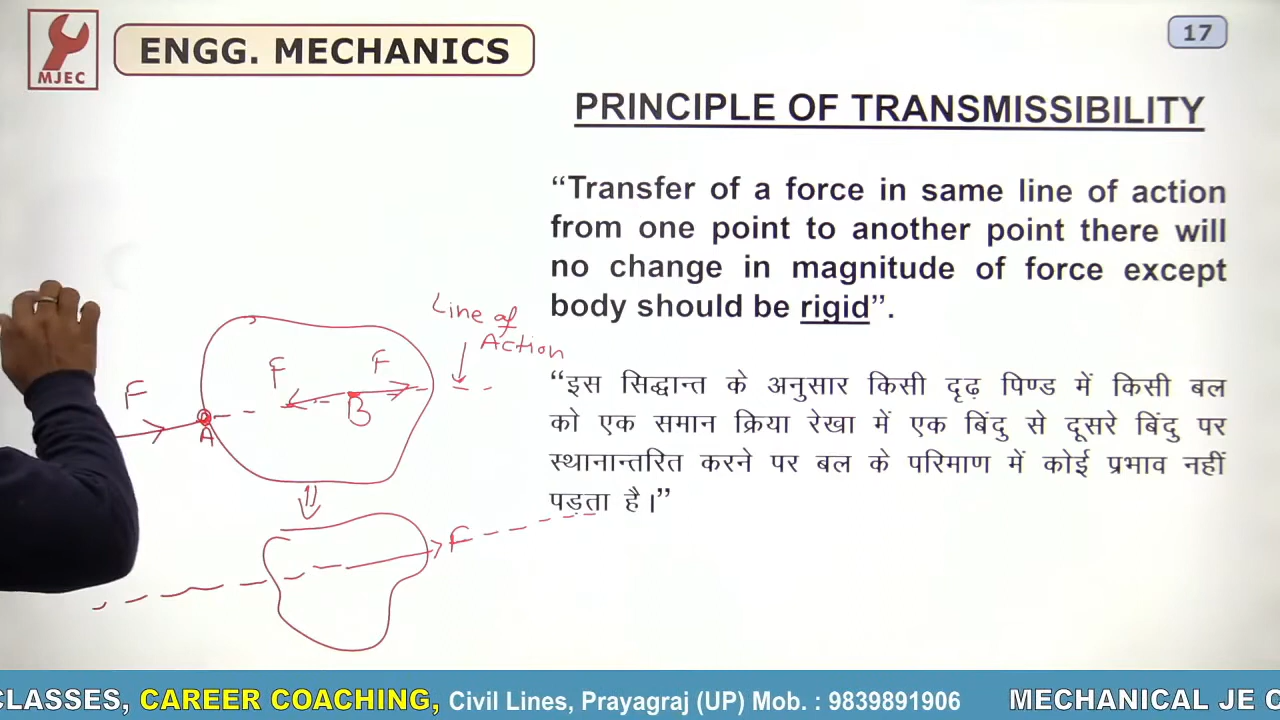 MJEC
ENGG. MECHANICS
17
PRINCIPLE OF TRANSMISSIBILITY
“Transfer of a force in same line of action
from one point to another point there will
no change in magnitude of force except
body should be rigid”.
“इस सिद्धान्त के अनुसार किसी दृढ़ पिण्ड में किसी बल
को एक समान क्रिया रेखा में एक बिंदु से दूसरे बिंदु पर
स्थानान्तरित करने पर बल के परिमाण में कोई प्रभाव नहीं
पड़ता है।”
Line of
Action
F
F
F
B
A
F
CLASSES, CAREER COACHING, Civil Lines, Prayagraj (UP) Mob. : 9839891906 MECHANICAL JE C